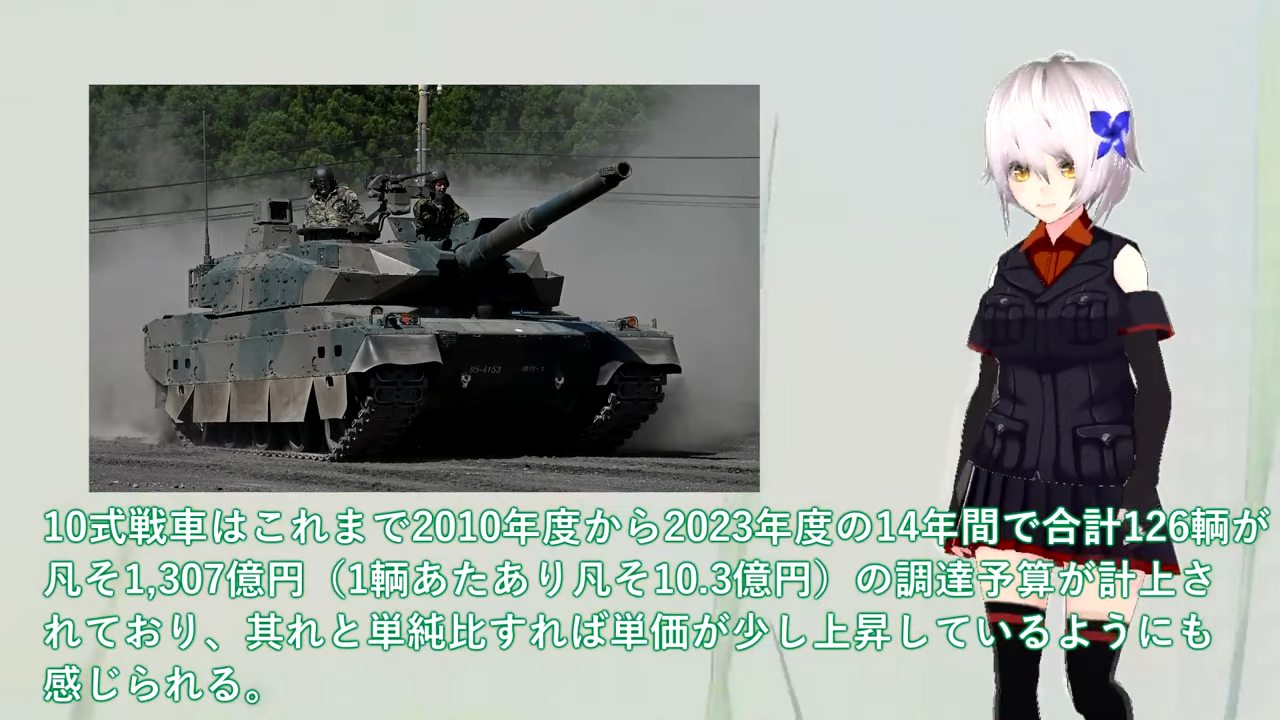 95-4153
10式戦車はこれまで2010年度から2023年度の14年間で合計126輌が
凡そ1,307億円（1輌あたあり凡そ10.3億円）の調達予算が計上さ
れており、其れと単純比すれば単価が少し上昇しているようにも
感じられる。